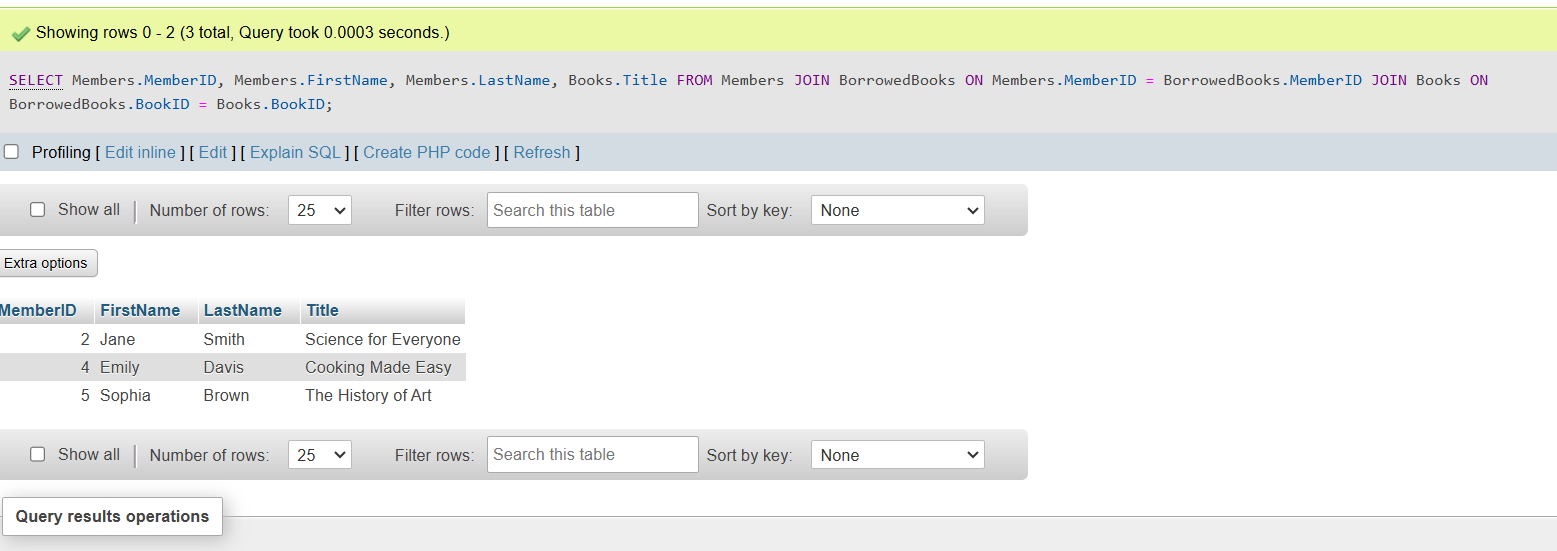 Showing rows 0 - 2 (3 total, Query took 0.0003 seconds.)
SELECT Members.MemberID, Members.FirstName, Members.LastName, Books.Title FROM Members JOIN BorrowedBooks ON Members.MemberID = BorrowedBooks.MemberID JOIN Books ON
BorrowedBooks.BookID = Books.BookID;
Profiling [ Edit inline ] [ Edit ] [ Explain SQL ] [ Create PHP code ] [ Refresh ]
Show all | Number of rows: 25 Filter rows: Search this table Sort by key: None
Extra options
MemberID FirstName LastName Title
2 Jane Smith Science for Everyone
4 Emily Davis Cooking Made Easy
5 Sophia Brown The History of Art
Show all | Number of rows: 25 Filter rows: Search this table Sort by key: None
Query results operations